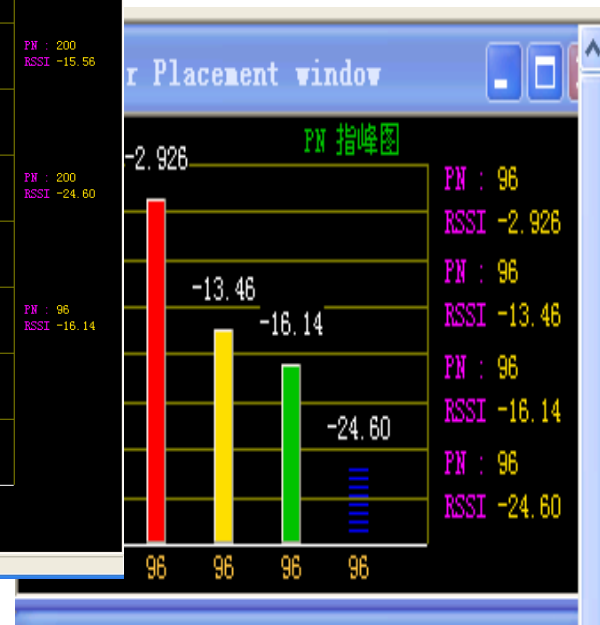 PN : 200
RSSI -15.56
PN : 200
RSSI -24.60
PN : 96
RSSI -16.14
r Placement window
PN 指峰图
-2.926
-13.46
-16.14
-24.60
96 96 96 96
PN : 96
RSSI -2.926
PN : 96
RSSI -13.46
PN : 96
RSSI -16.14
PN : 96
RSSI -24.60